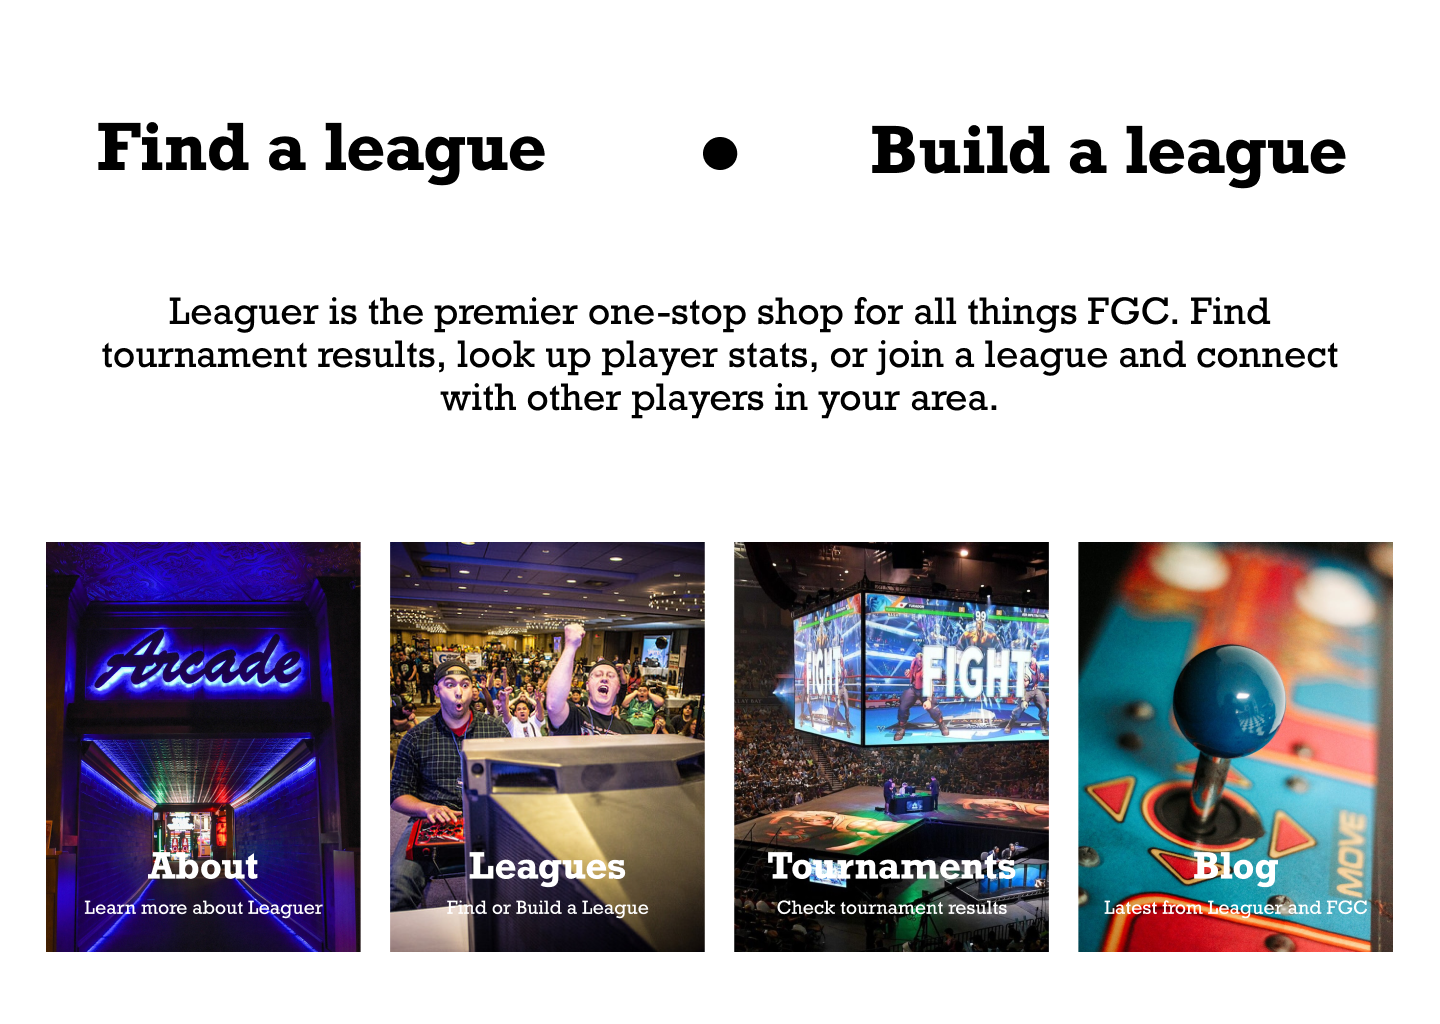 Find a league
•
Build a league
Leaguer is the premier one-stop shop for all things FGC. Find
tournament results, look up player stats, or join a league and connect
with other players in your area.
Arcade
FIGHT
FIGHT
MOVE
About
Learn more about Leaguer
Leagues
Find or Build a League
Tournaments
Check tournament results
Blog
Latest from Leaguer and FGC